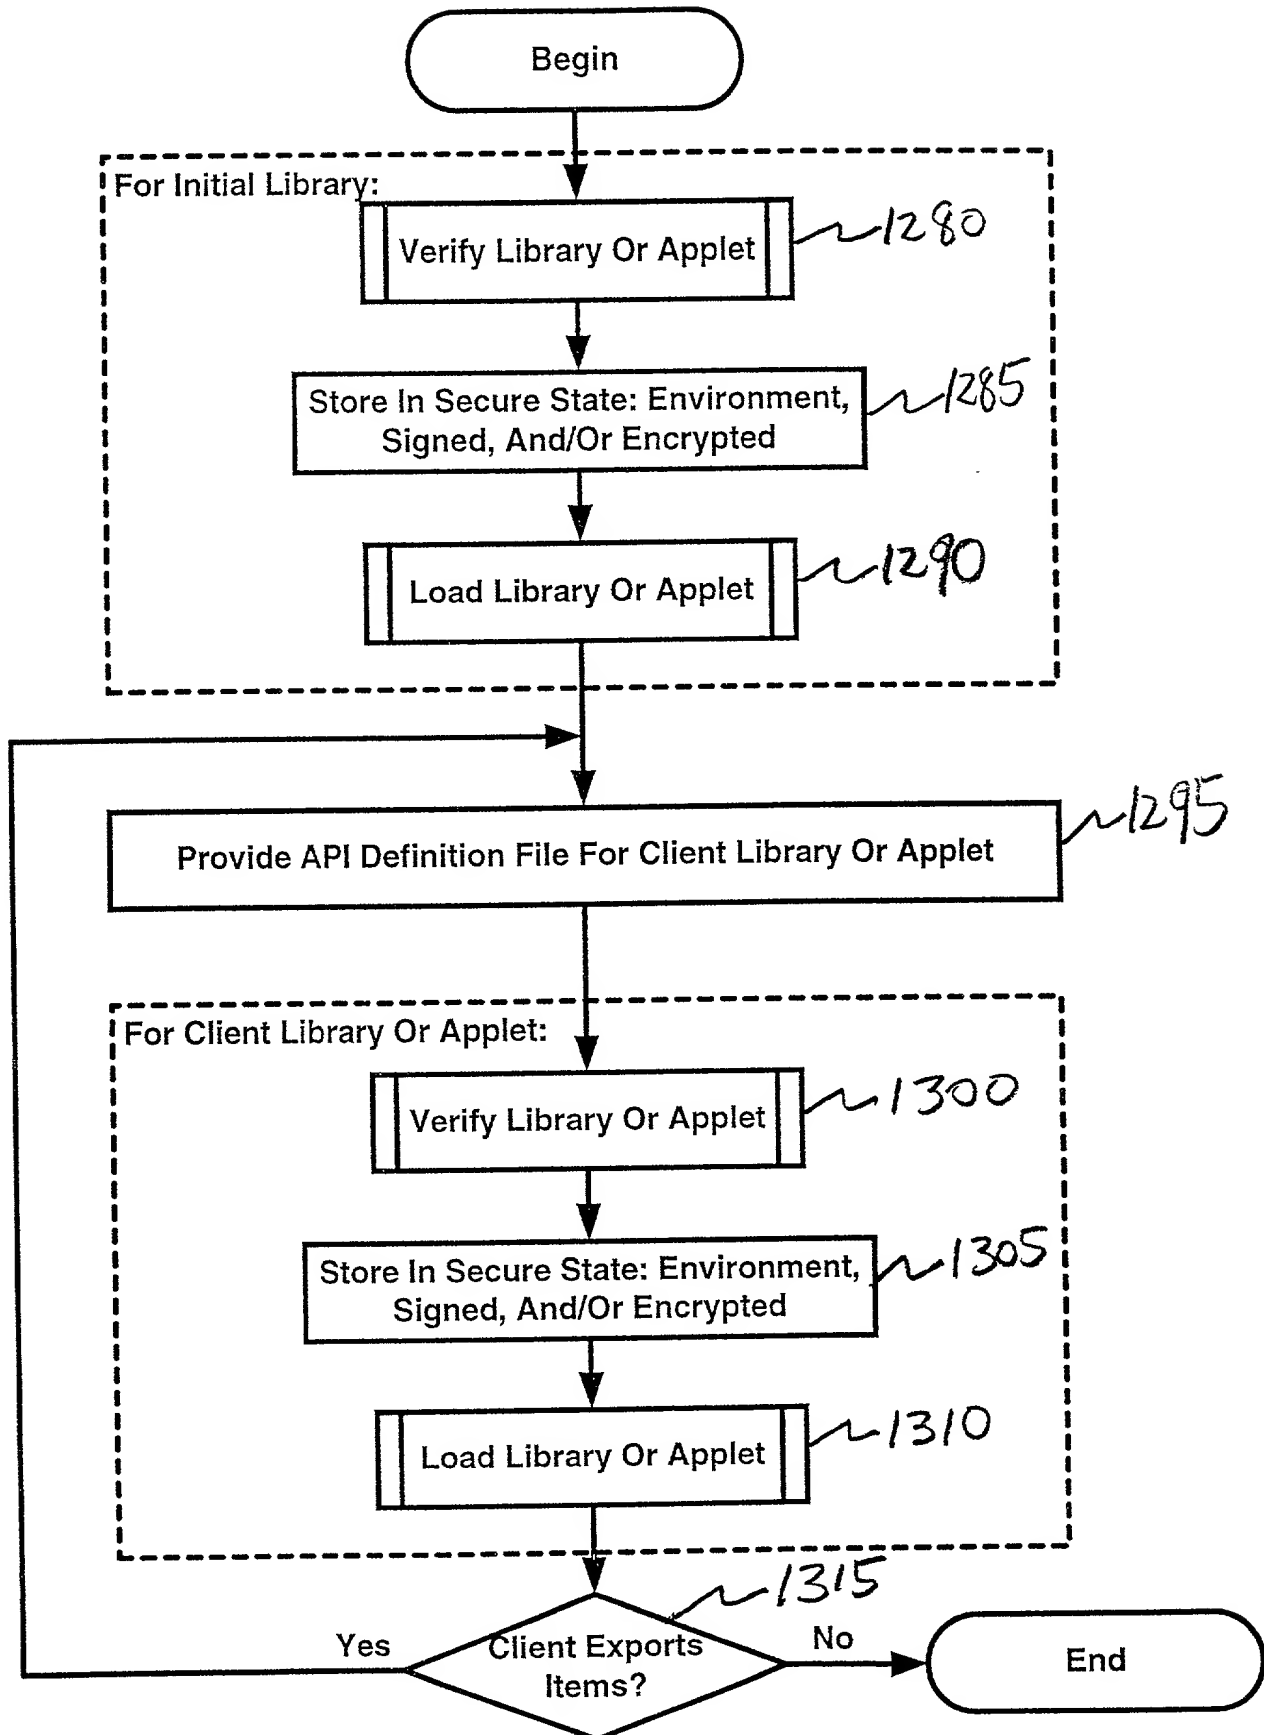 Begin
For Initial Library:
Verify Library Or Applet
1280
Store In Secure State: Environment,
Signed, And/Or Encrypted
1285
Load Library Or Applet
1290
Provide API Definition File For Client Library Or Applet
1295
For Client Library Or Applet:
Verify Library Or Applet
1300
Store In Secure State: Environment,
Signed, And/Or Encrypted
1305
Load Library Or Applet
1310
1315
Yes
Client Exports
Items?
No
End